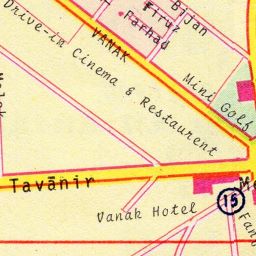 Bijan
Firuz
Farhad
VANAK
Drive-in Cinema & Restaurant
Mini Golf
Tavānir
Vanak Hotel
15